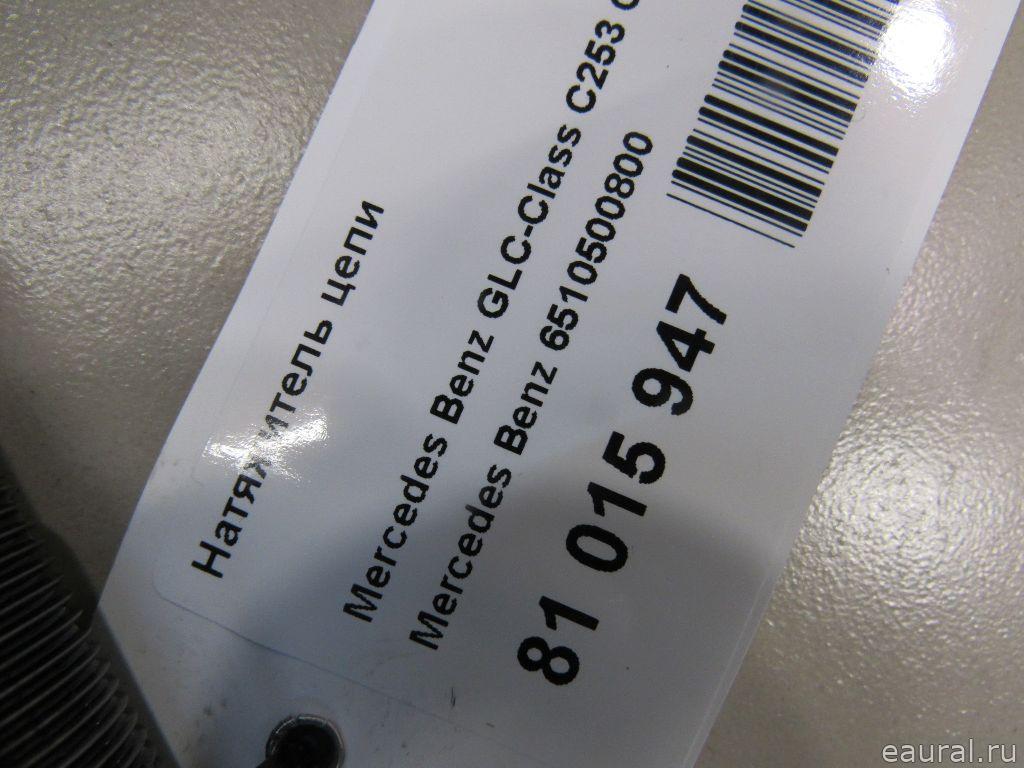 Натяжитель цепи
Mercedes Benz GLC-Class C253 c
Mercedes Benz 6510500800
81 015 947
eaural.ru